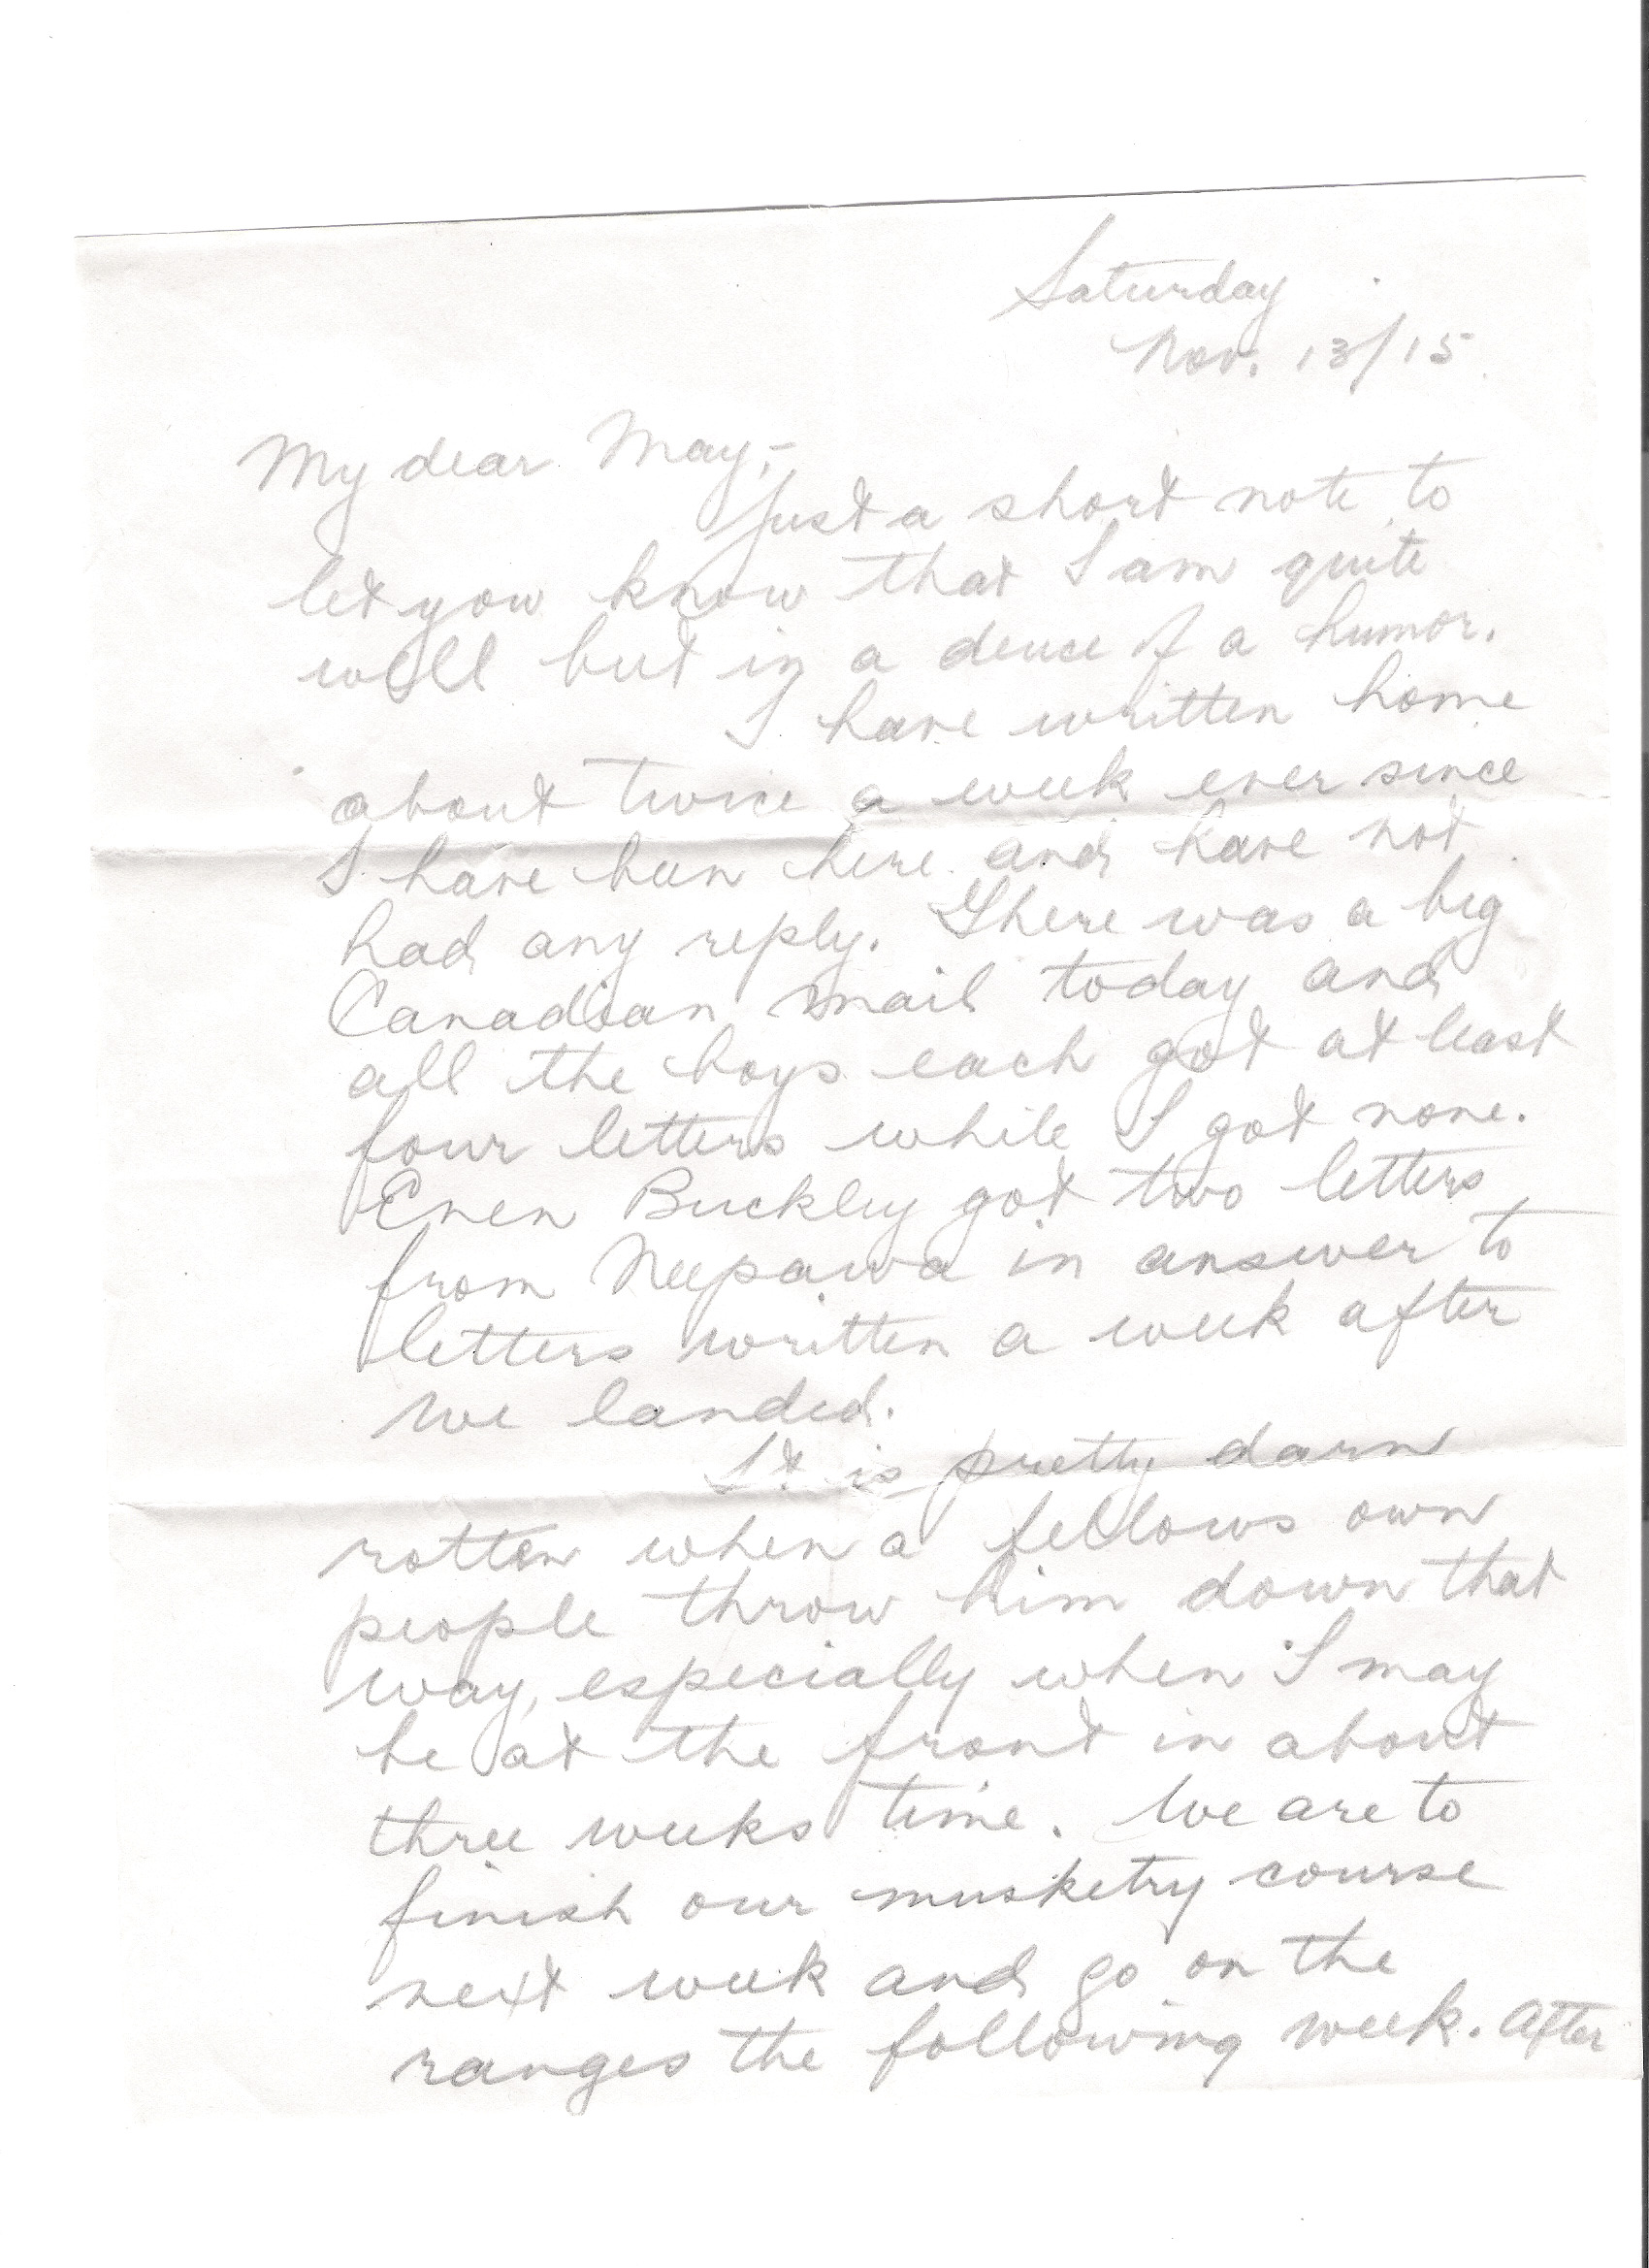 Saturday
Nov. 13/15.
My dear May,-
Just a short note to
let you know that I am quite
well but in a deuce of a humor.
I have written home
about twice a week ever since
I have been here and have not
had any reply. There was a big
Canadian mail today and
all the boys each got at least
four letters while I got none.
Even Buckley got two letters
from Neepawa in answer to
letters written a week after
we landed.
It is pretty darn
rotten when a fellows own
people throw him down that
way, especially when I may
be at the front in about
three weeks time. We are to
finish our musketry course
next week and go on the
ranges the following week. After